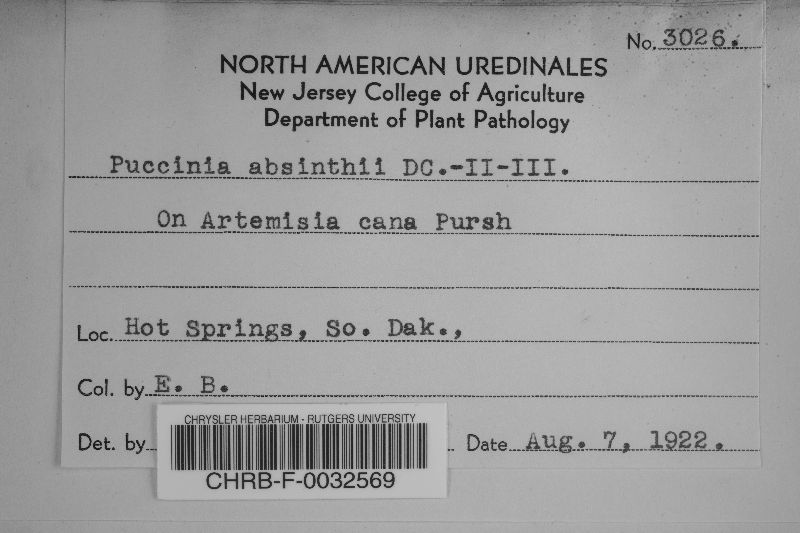 No. 3026.
NORTH AMERICAN UREDINALES
New Jersey College of Agriculture
Department of Plant Pathology
Puccinia absinthii DC.-II-III.
On Artemisia cana Pursh
Loc. Hot Springs, So. Dak.,
Col. by E. B.
Det. by Date Aug. 7, 1922.
CHRYSLER HERBARIUM - RUTGERS UNIVERSITY
CHRB-F-0032569